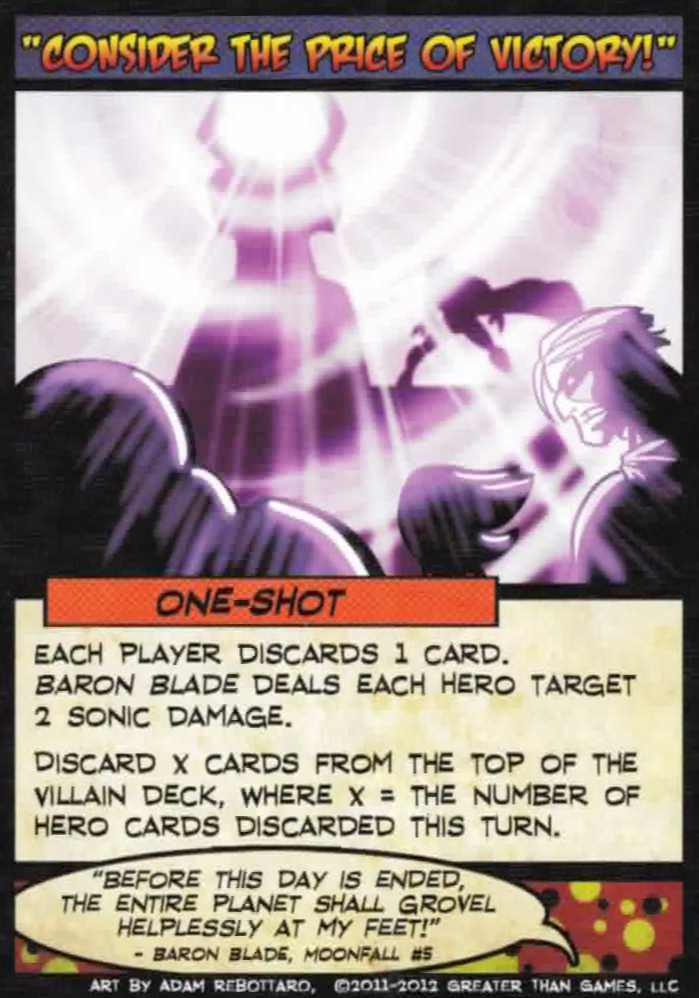 "CONSIDER THE PRICE OF VICTORY!"
ONE-SHOT
EACH PLAYER DISCARDS 1 CARD.
BARON BLADE DEALS EACH HERO TARGET
2 SONIC DAMAGE.
DISCARD X CARDS FROM THE TOP OF THE
VILLAIN DECK, WHERE X = THE NUMBER OF
HERO CARDS DISCARDED THIS TURN.
"BEFORE THIS DAY IS ENDED,
THE ENTIRE PLANET SHALL GROVEL
HELPLESSLY AT MY FEET!"
- BARON BLADE, MOONFALL #5
ART BY ADAM REBOTTARO, ©2011-2012 GREATER THAN GAMES, LLC